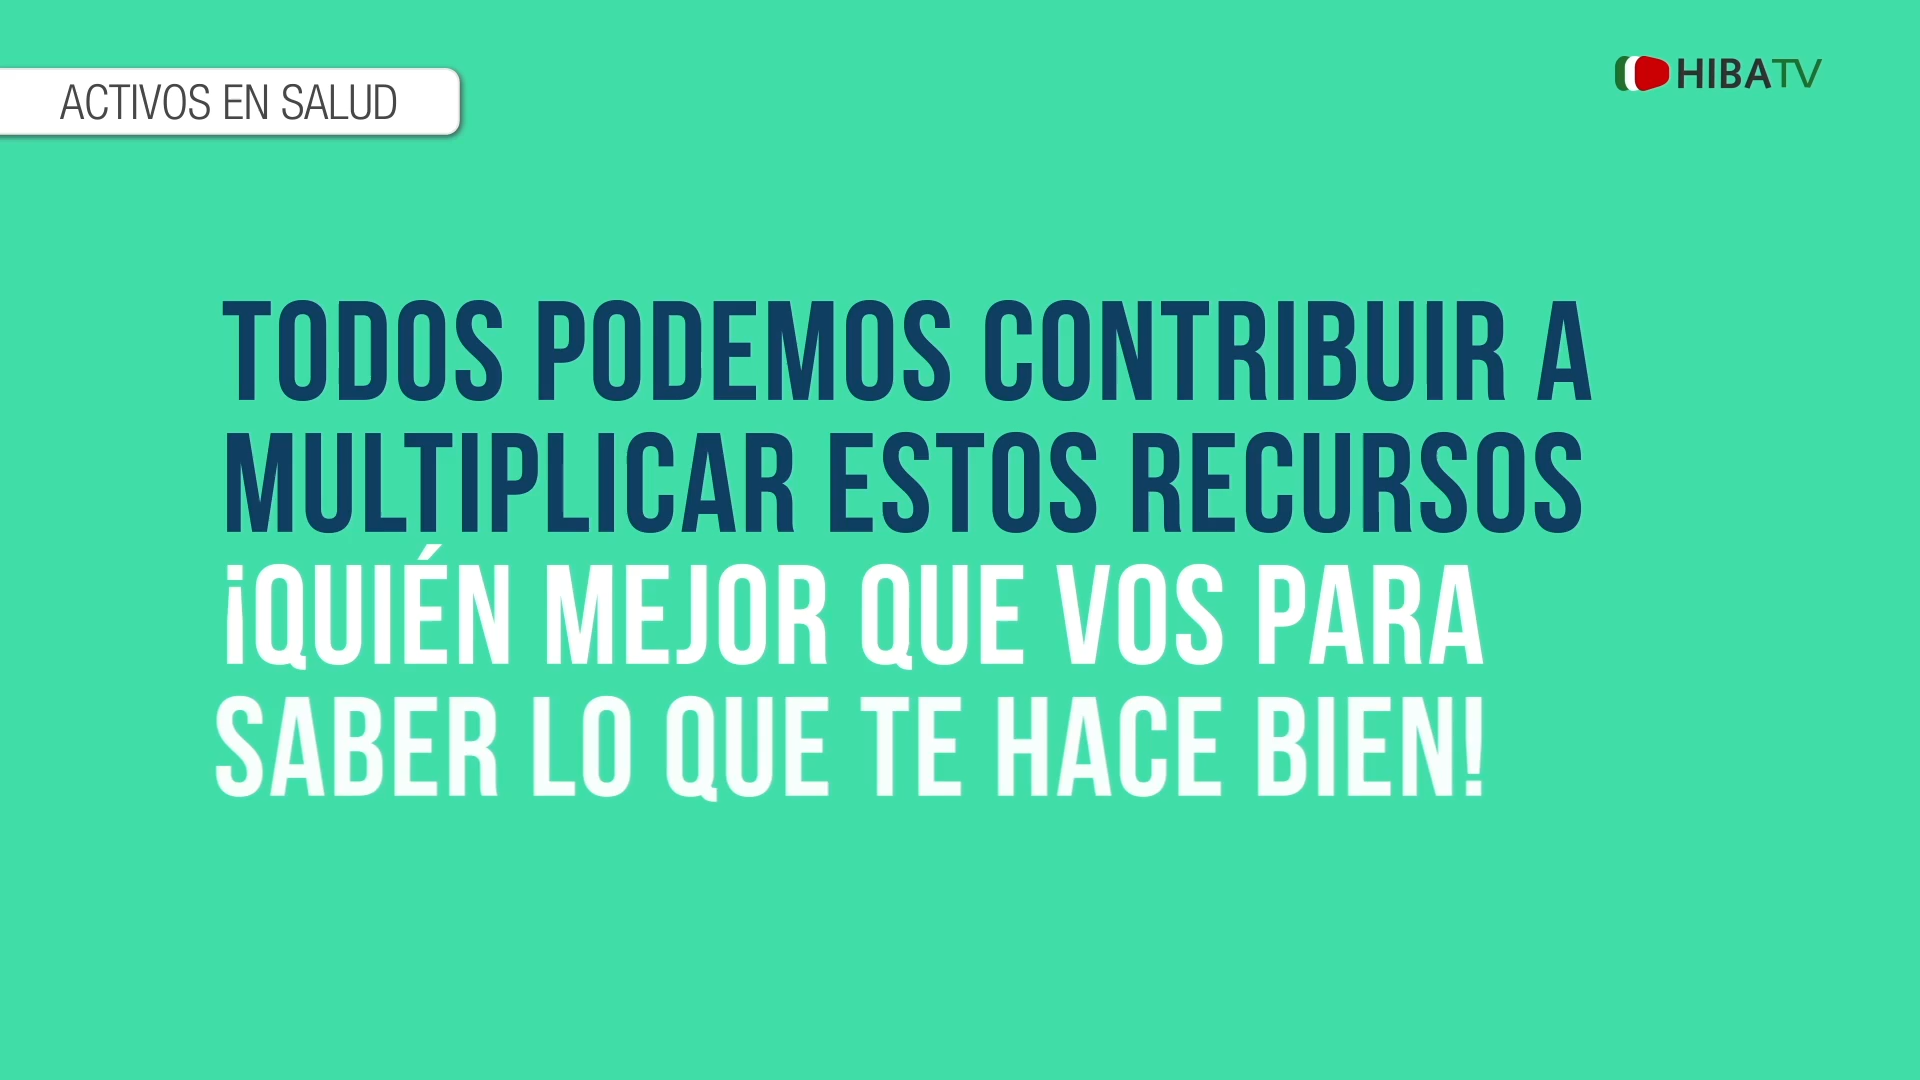 ACTIVOS EN SALUD
HIBATV
TODOS PODEMOS CONTRIBUIR A
MULTIPLICAR ESTOS RECURSOS
¡QUIÉN MEJOR QUE VOS PARA
SABER LO QUE TE HACE BIEN!